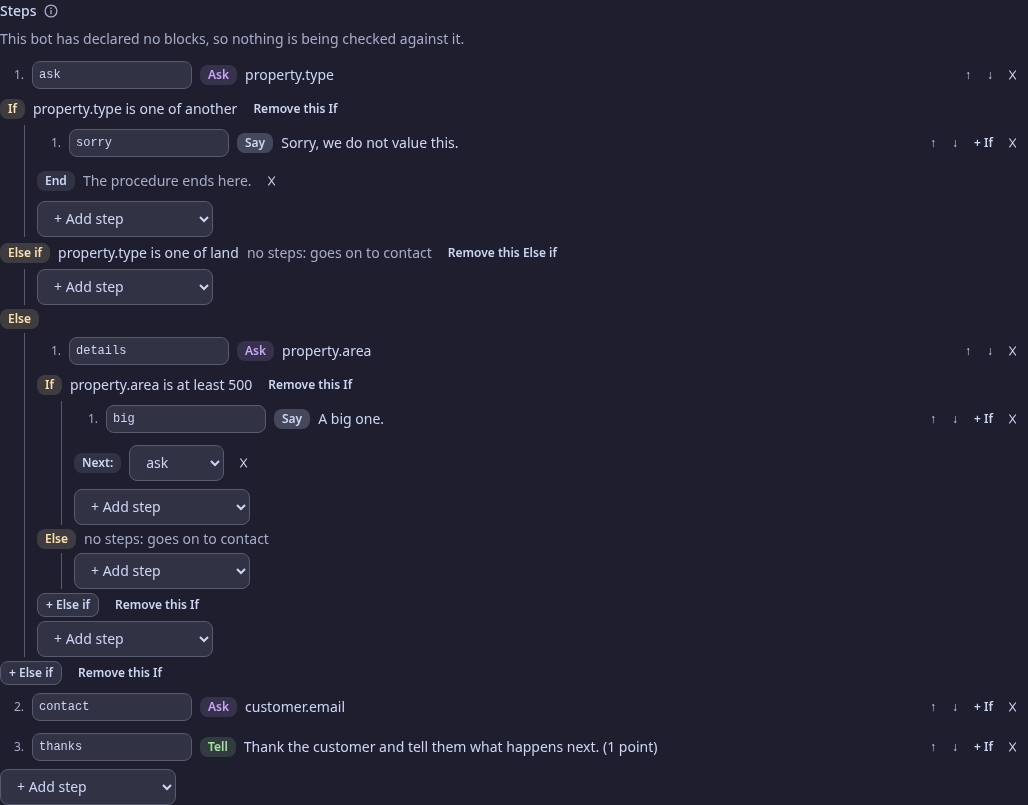 Steps
This bot has declared no blocks, so nothing is being checked against it.
1. ask Ask property.type ↑ ↓ X
If property.type is one of another Remove this If
1. sorry Say Sorry, we do not value this. ↑ ↓ + If X
End The procedure ends here. X
+ Add step
Else if property.type is one of land no steps: goes on to contact Remove this Else if
+ Add step
Else
1. details Ask property.area ↑ ↓ X
If property.area is at least 500 Remove this If
1. big Say A big one. ↑ ↓ + If X
Next: ask X
+ Add step
Else no steps: goes on to contact
+ Add step
+ Else if Remove this If
+ Add step
+ Else if Remove this If
2. contact Ask customer.email ↑ ↓ + If X
3. thanks Tell Thank the customer and tell them what happens next. (1 point) ↑ ↓ + If X
+ Add step